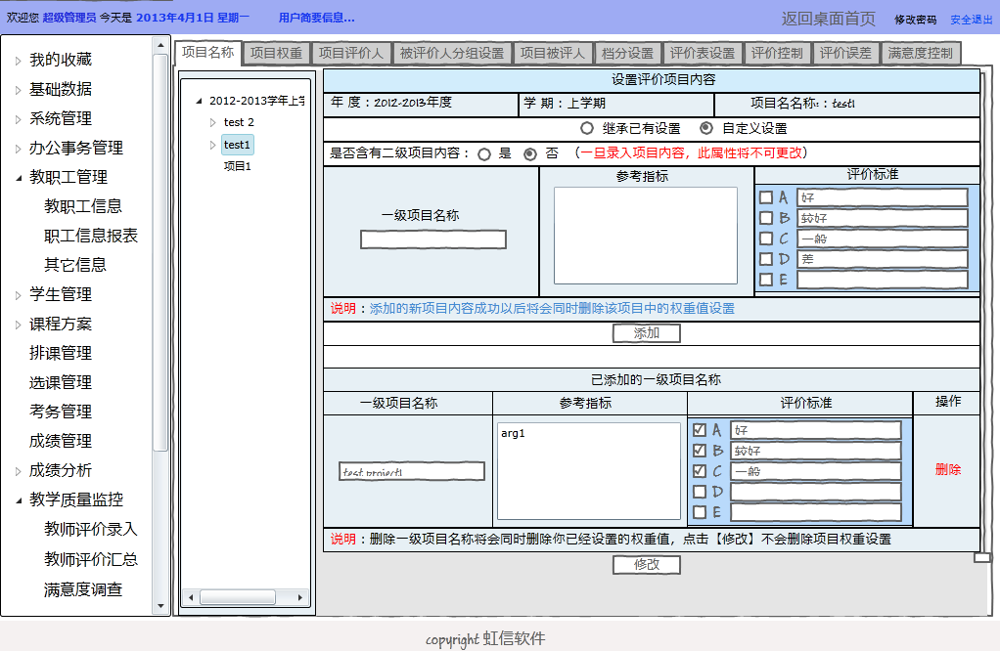 欢迎您 超级管理员 今天是 2013年4月1日 星期一 用户简要信息... 返回桌面首页 修改密码 安全退出
我的收藏
基础数据
系统管理
办公事务管理
教职工管理
教职工信息
职工信息报表
其它信息
学生管理
课程方案
排课管理
选课管理
考务管理
成绩管理
成绩分析
教学质量监控
教师评价录入
教师评价汇总
满意度调查
项目名称 项目权重 项目评价人 被评价人分组设置 项目被评人 档分设置 评价表设置 评价控制 评价误差 满意度控制
2012-2013学年上学
test 2
test1
项目1
设置评价项目内容
年 度：2012-2013年度 学 期：上学期 项目名名称：test1
继承已有设置 自定义设置
是否含有二级项目内容： 是 否 （一旦录入项目内容，此属性将不可更改）
一级项目名称 参考指标 评价标准
A 好
B 较好
C 一般
D 差
E
说明：添加的新项目内容成功以后将会同时删除该项目中的权重值设置
添加
已添加的一级项目名称
一级项目名称 参考指标 评价标准 操作
test project1 arg1
A 好
B 较好
C 一般
D
E
删除
说明：删除一级项目名称将会同时删除你已经设置的权重值，点击【修改】不会删除项目权重设置
修改
copyright 虹信软件